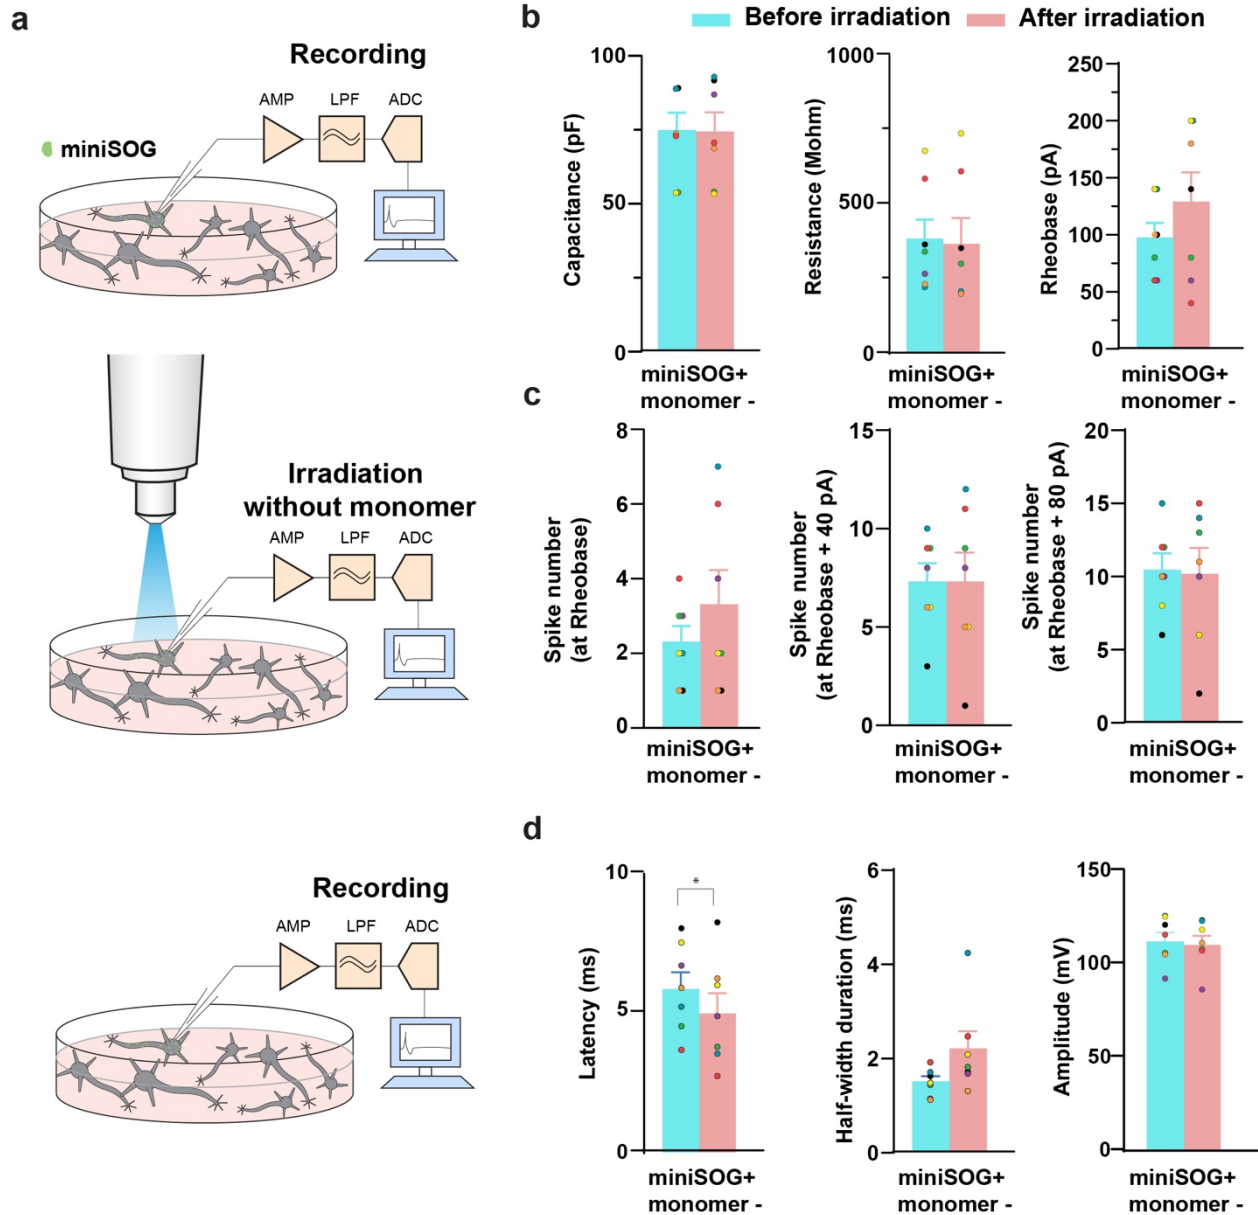 a
Recording
AMP LPF ADC
miniSOG
Irradiation
without monomer
AMP LPF ADC
Recording
AMP LPF ADC
b
Before irradiation After irradiation
Capacitance (pF)
100
50
0
miniSOG+
monomer -
Resistance (Mohm)
1000
500
0
miniSOG+
monomer -
Rheobase (pA)
250
200
150
100
50
0
miniSOG+
monomer -
c
Spike number
(at Rheobase)
8
6
4
2
0
miniSOG+
monomer -
Spike number
(at Rheobase + 40 pA)
15
10
5
0
miniSOG+
monomer -
Spike number
(at Rheobase + 80 pA)
20
15
10
5
0
miniSOG+
monomer -
d
Latency (ms)
10
5
0
*
miniSOG+
monomer -
Half-width duration (ms)
6
4
2
0
miniSOG+
monomer -
Amplitude (mV)
150
100
50
0
miniSOG+
monomer -